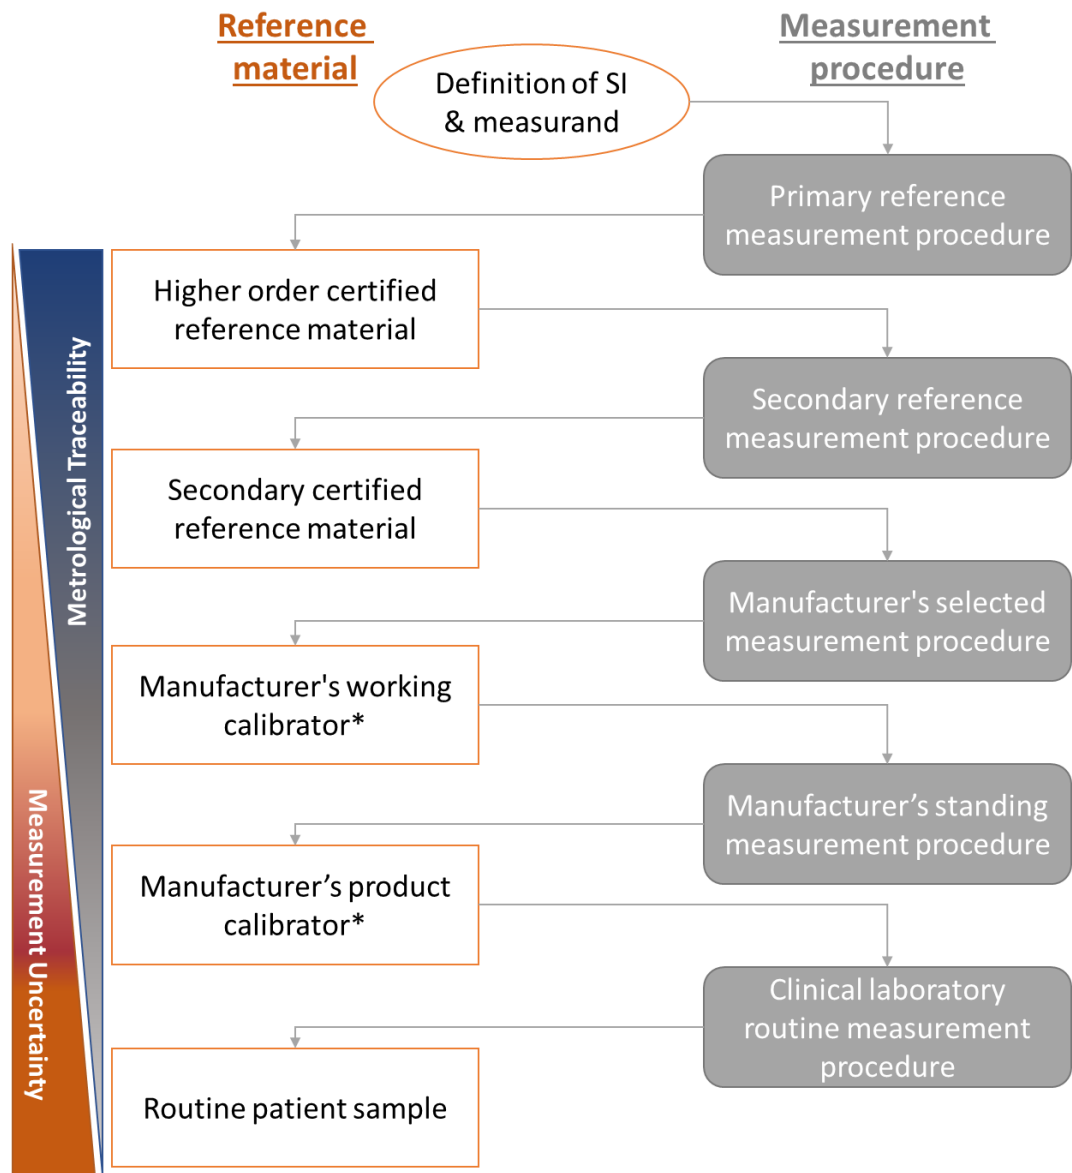 Reference
material
Measurement
procedure
Definition of SI
& measurand
Primary reference
measurement procedure
Higher order certified
reference material
Secondary reference
measurement procedure
Secondary certified
reference material
Manufacturer's selected
measurement procedure
Manufacturer's working
calibrator*
Manufacturer’s standing
measurement procedure
Manufacturer’s product
calibrator*
Clinical laboratory
routine measurement
procedure
Routine patient sample
Metrological Traceability
Measurement Uncertainty